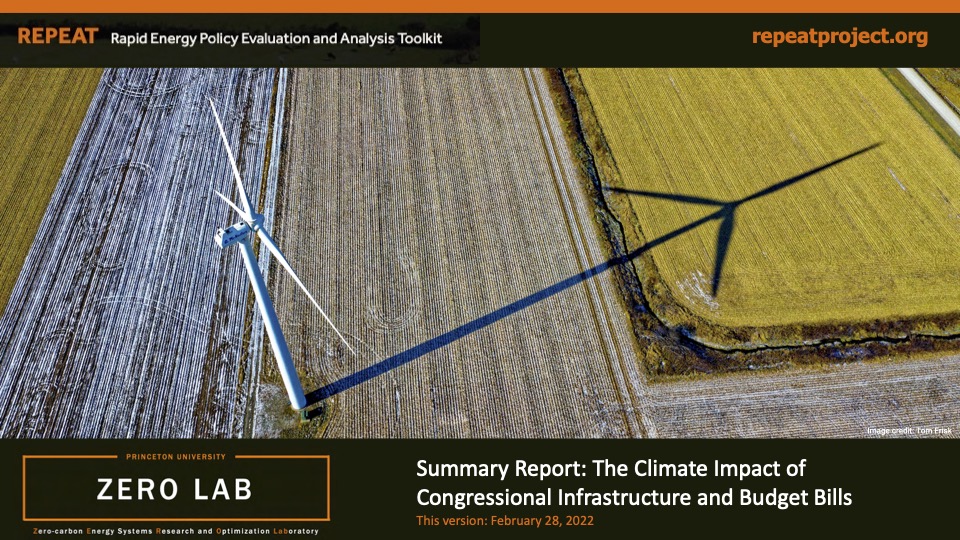 REPEAT Rapid Energy Policy Evaluation and Analysis Toolkit
repeatproject.org
Image credit: Tom Frisk
PRINCETON UNIVERSITY
ZERO LAB
Zero-carbon Energy Systems Research and Optimization Laboratory
Summary Report: The Climate Impact of
Congressional Infrastructure and Budget Bills
This version: February 28, 2022